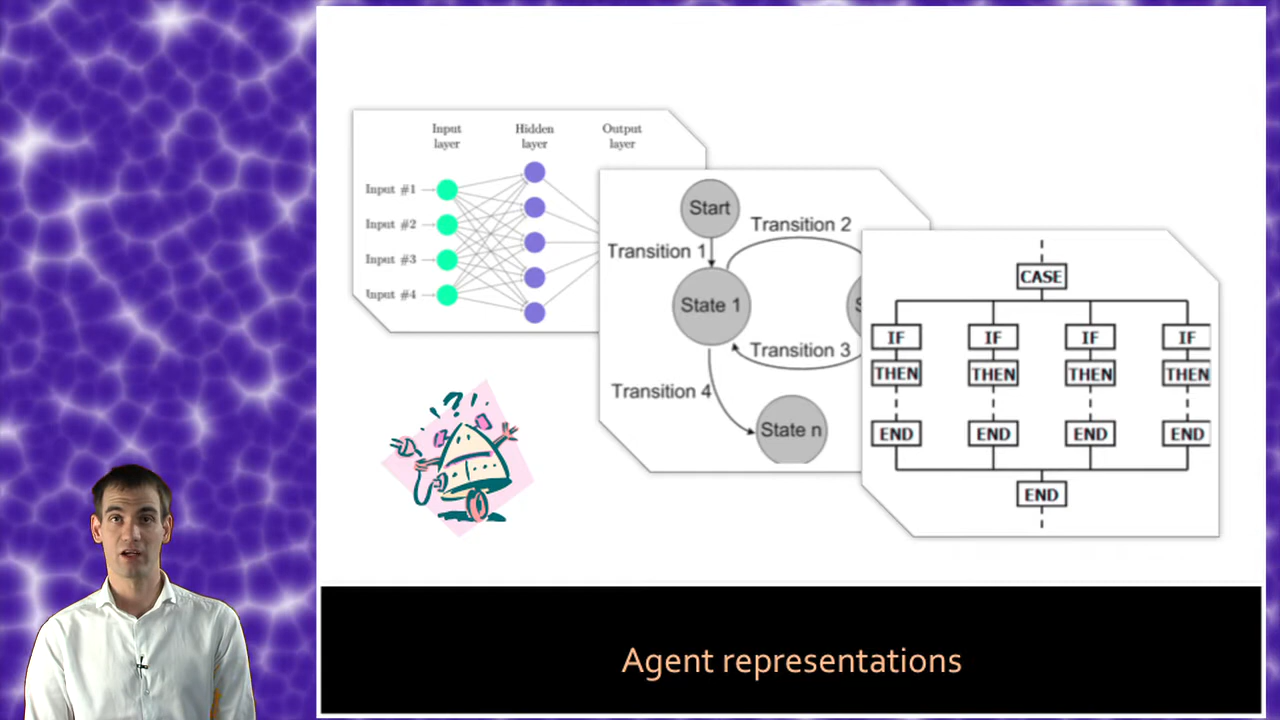 Input layer
Hidden layer
Output layer
Input #1
Input #2
Input #3
Input #4
Start
Transition 1
Transition 2
State 1
S
Transition 3
Transition 4
State n
CASE
IF IF IF IF
THEN THEN THEN THEN
END END END END
END
? ? ?
Agent representations